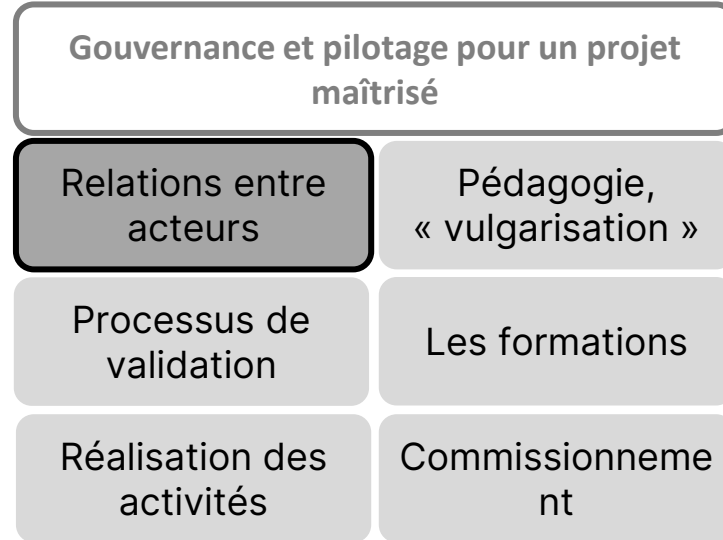 Gouvernance et pilotage pour un projet
maîtrisé
Relations entre
acteurs
Pédagogie,
« vulgarisation »
Processus de
validation
Les formations
Réalisation des
activités
Commissionneme
nt